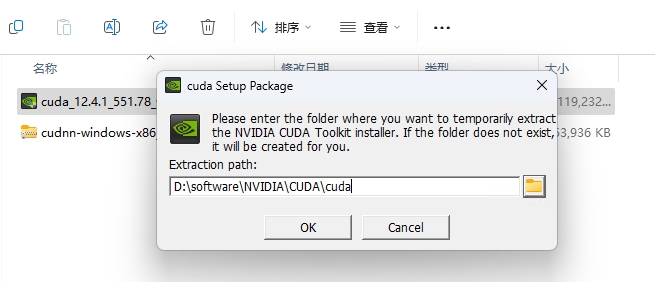 排序
查看
名称
修改日期
类型
大小
cuda Setup Package
cuda_12.4.1_551.78_
119,232...
Please enter the folder where you want to temporarily extract
the NVIDIA CUDA Toolkit installer. If the folder does not exist,
it will be created for you.
cudnn-windows-x86_
3,936 KB
Extraction path:
D:\software\NVIDIA\CUDA\cuda
OK
Cancel